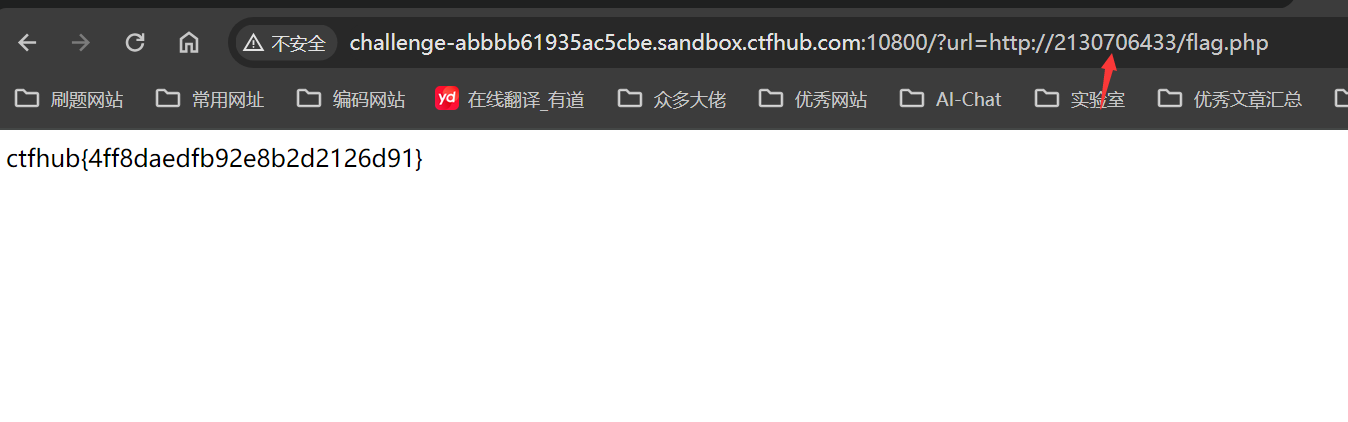 不安全 challenge-abbbb61935ac5cbe.sandbox.ctfhub.com:10800/?url=http://2130706433/flag.php
刷题网站 常用网址 编码网站 yd 在线翻译_有道 众多大佬 优秀网站 AI-Chat 实验室 优秀文章汇总
ctfhub{4ff8daedfb92e8b2d2126d91}